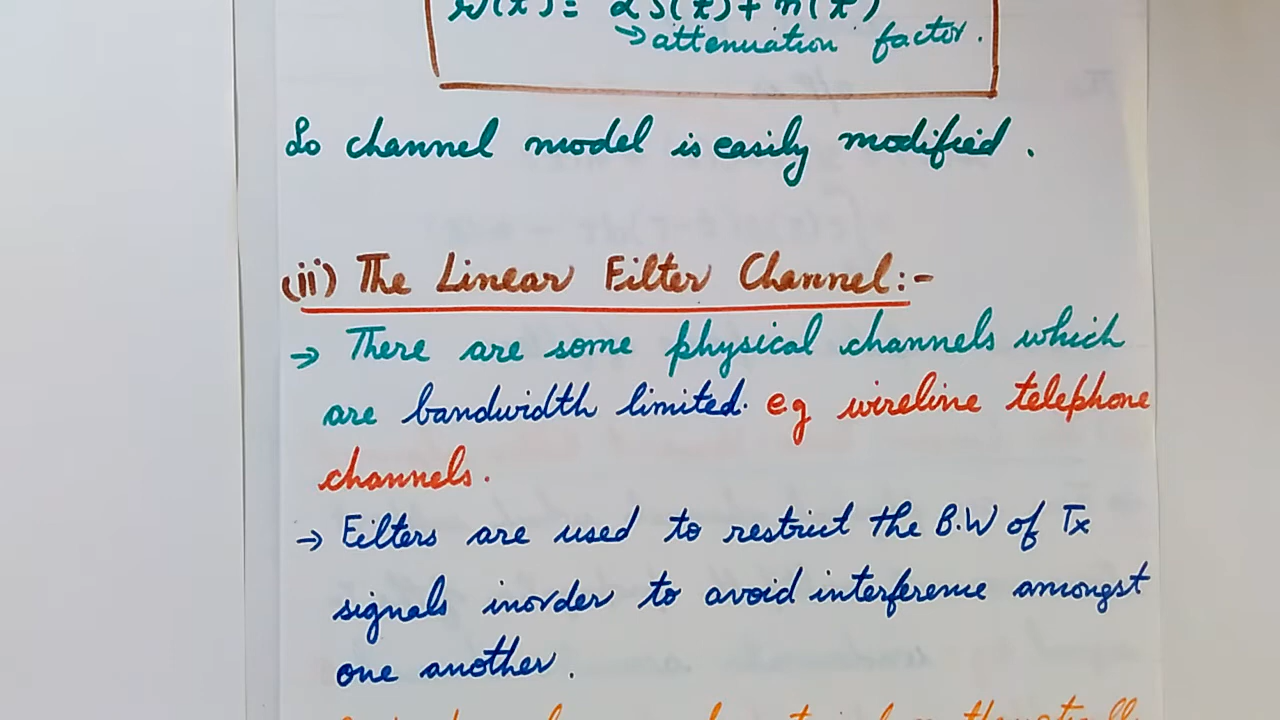 r(t) = α s(t) + n(t)
→ attenuation factor.
So channel model is easily modified.
(ii) The Linear Filter Channel:-
→ There are some physical channels which
are bandwidth limited. eg wireline telephone
channels.
→ Filters are used to restrict the B.W of Tx
signals inorder to avoid interference amongst
one another.